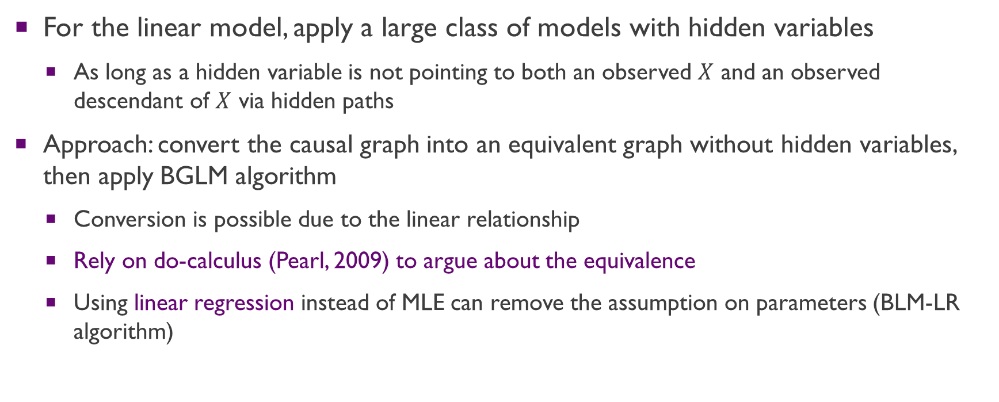 For the linear model, apply a large class of models with hidden variables
As long as a hidden variable is not pointing to both an observed X and an observed
descendant of X via hidden paths
Approach: convert the causal graph into an equivalent graph without hidden variables,
then apply BGLM algorithm
Conversion is possible due to the linear relationship
Rely on do-calculus (Pearl, 2009) to argue about the equivalence
Using linear regression instead of MLE can remove the assumption on parameters (BLM-LR
algorithm)